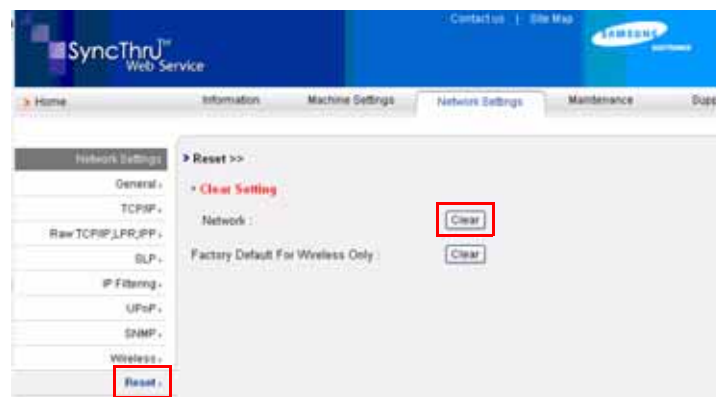 Contact us | Site Map
SAMSUNG
ELECTRONICS
SyncThru™
Web Service
> Home
Information
Machine Settings
Network Settings
Maintenance
Supp
Network Settings
General
TCP/IP
Raw TCP/IP,LPR,IPP
SLP
IP Filtering
UPnP
SNMP
Wireless
Reset
> Reset >>
• Clear Setting
Network : Clear
Factory Default For Wireless Only : Clear